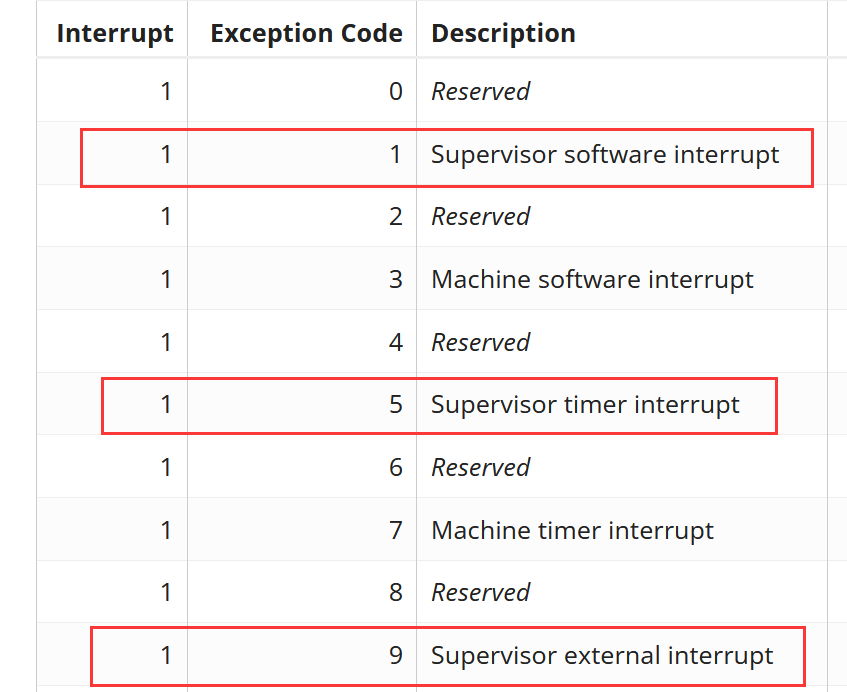 Interrupt Exception Code Description
1 0 Reserved
1 1 Supervisor software interrupt
1 2 Reserved
1 3 Machine software interrupt
1 4 Reserved
1 5 Supervisor timer interrupt
1 6 Reserved
1 7 Machine timer interrupt
1 8 Reserved
1 9 Supervisor external interrupt